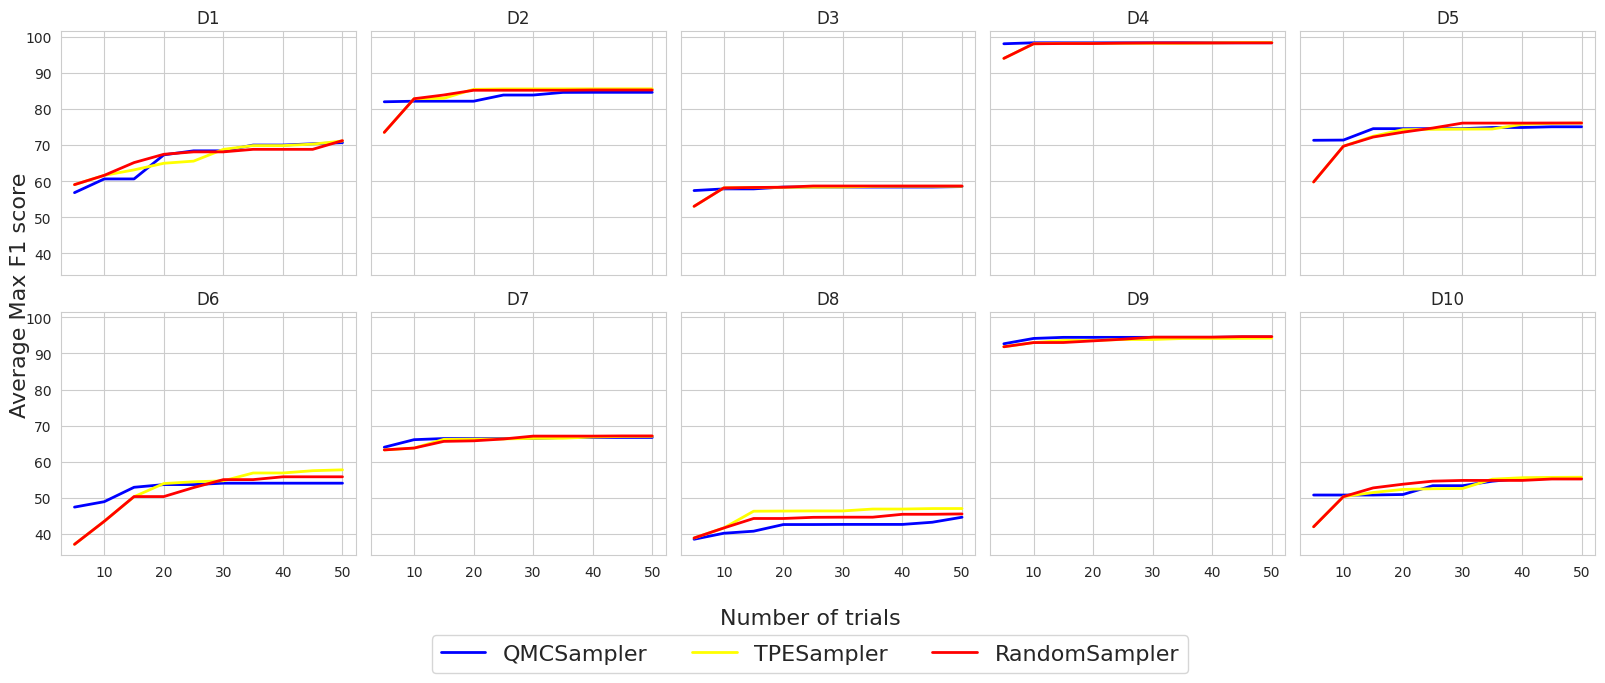 D1 D2 D3 D4 D5
100
90
80
70
60
50
40
D6 D7 D8 D9 D10
100
90
80
70
60
50
40
10 20 30 40 50 10 20 30 40 50 10 20 30 40 50 10 20 30 40 50 10 20 30 40 50
Average Max F1 score
Number of trials
QMCSampler TPESampler RandomSampler